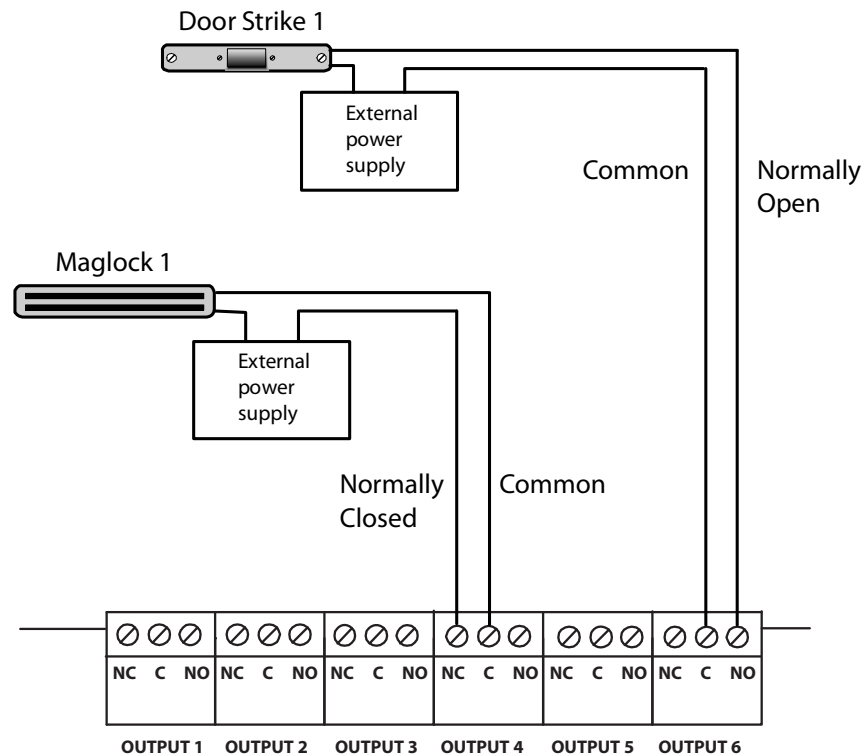 Door Strike 1
External
power
supply
Common
Normally
Open
Maglock 1
External
power
supply
Normally
Closed
Common
NC C NO NC C NO NC C NO NC C NO NC C NO NC C NO
OUTPUT 1 OUTPUT 2 OUTPUT 3 OUTPUT 4 OUTPUT 5 OUTPUT 6